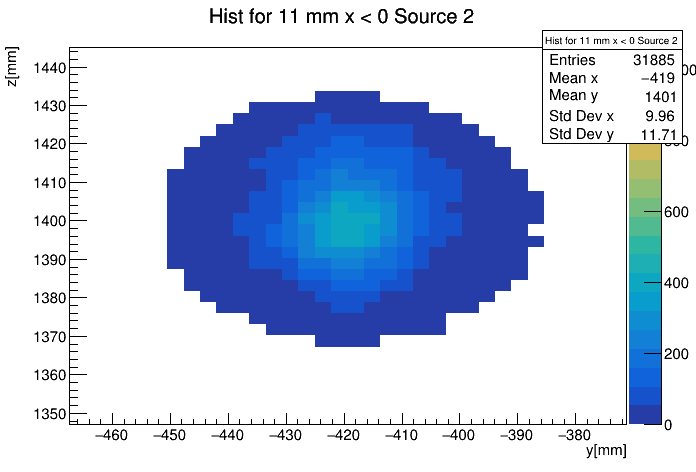 Hist for 11 mm x < 0 Source 2
z[mm]
Hist for 11 mm x < 0 Source 2
Entries 31885
Mean x −419
Mean y 1401
Std Dev x 9.96
Std Dev y 11.71
1440
1430
1420
1410
1400
1390
1380
1370
1360
1350
600
400
200
0
−460 −450 −440 −430 −420 −410 −400 −390 −380
y[mm]